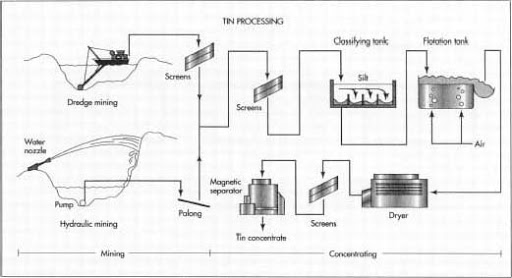 TIN PROCESSING
Classifying tank
Flotation tank
Screens
Silt
Dredge mining
Screens
Water
nozzle
Air
Magnetic
separator
Pump
Palong
Screens
Dryer
Hydraulic mining
Tin concentrate
Mining
Concentrating